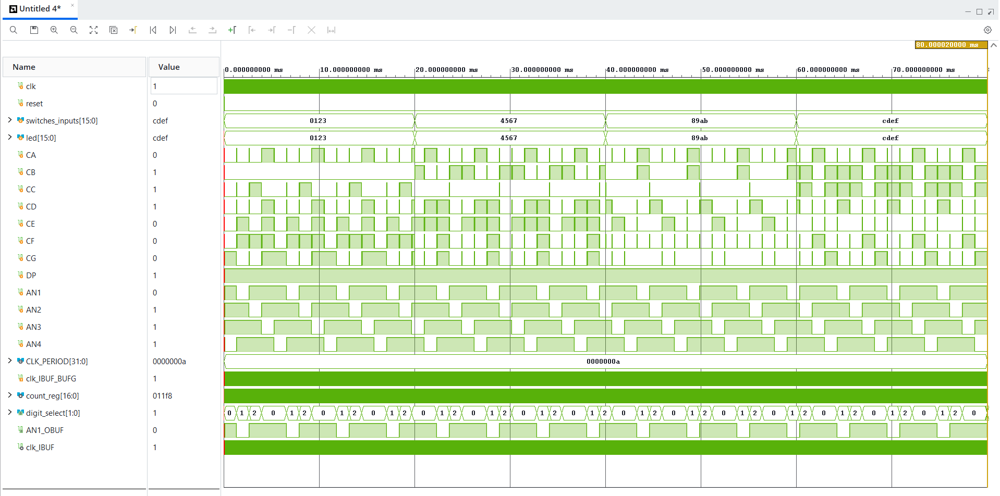 Untitled 4*
80.000020000 ms
Name Value
0.000000000 ms 10.000000000 ms 20.000000000 ms 30.000000000 ms 40.000000000 ms 50.000000000 ms 60.000000000 ms 70.000000000 ms
clk 1
reset 0
switches_inputs[15:0] cdef 0123 4567 89ab cdef
led[15:0] cdef 0123 4567 89ab cdef
CA 0
CB 1
CC 1
CD 1
CE 0
CF 0
CG 0
DP 1
AN1 0
AN2 1
AN3 1
AN4 1
CLK_PERIOD[31:0] 0000000a 0000000a
clk_IBUF_BUFG 1
count_reg[16:0] 011f8
digit_select[1:0] 1 0 1 2 0 1 2 0 1 2 0 1 2 0 1 2 0 1 2 0 1 2 0 1 2 0 1 2 0 1 2 0 1 2 0 1 2 0 1 2 0 1 2 0 1 2 0
AN1_OBUF 0
clk_IBUF 1